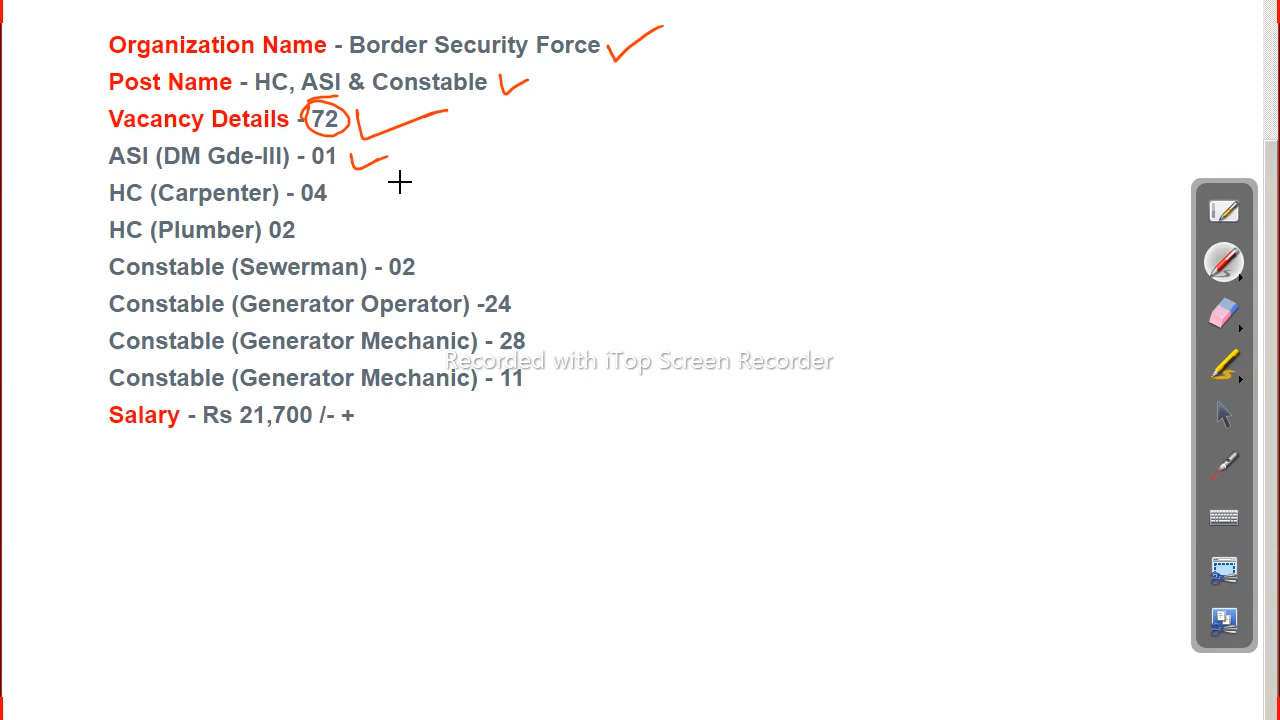 Organization Name - Border Security Force
Post Name - HC, ASI & Constable
Vacancy Details - 72
ASI (DM Gde-III) - 01
HC (Carpenter) - 04
HC (Plumber) 02
Constable (Sewerman) - 02
Constable (Generator Operator) -24
Constable (Generator Mechanic) - 28
Recorded with iTop Screen Recorder
Constable (Generator Mechanic) - 11
Salary - Rs 21,700 /- +